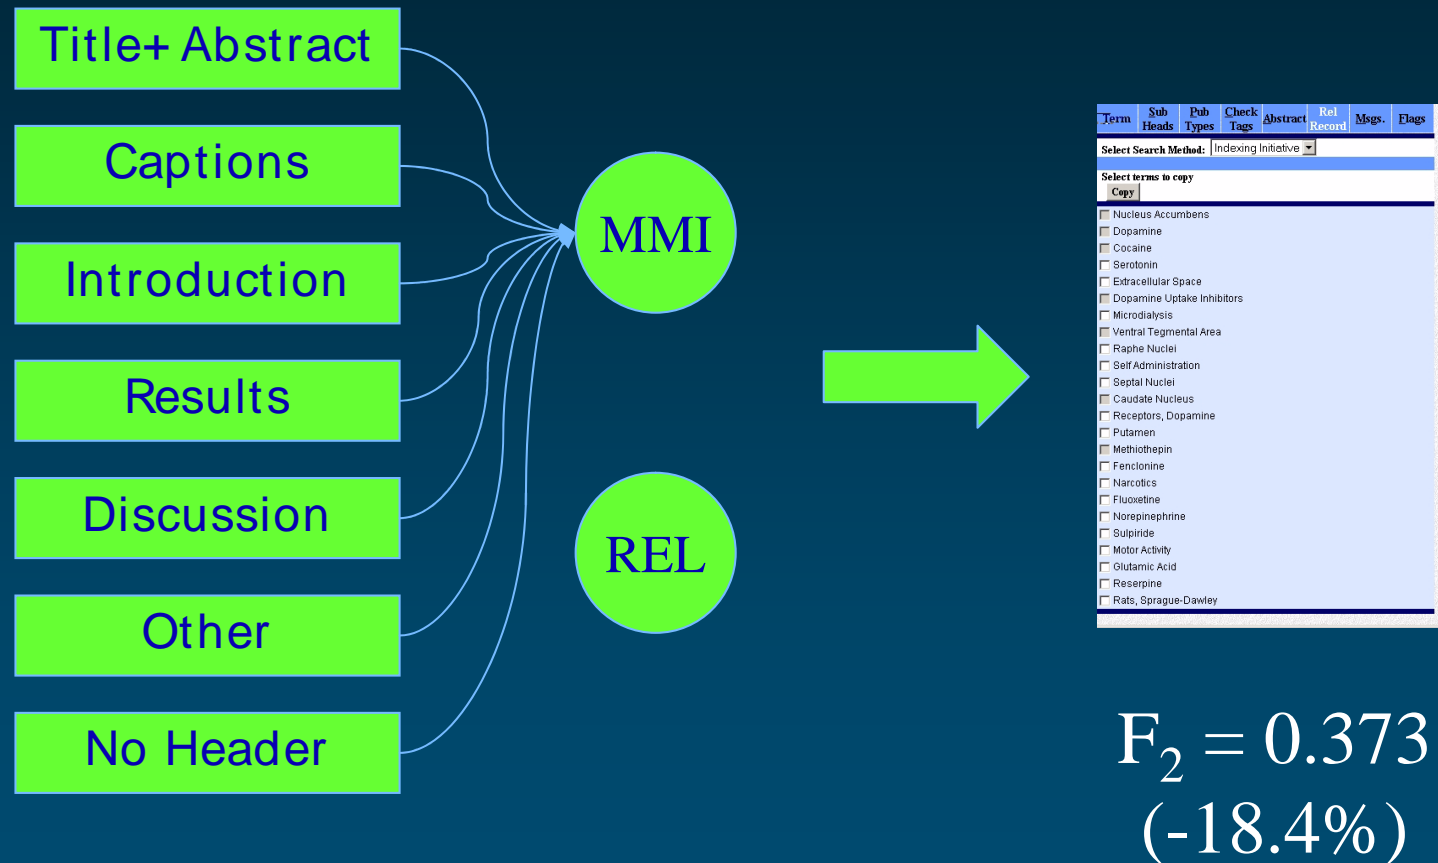 Title+ Abstract
Captions
Introduction
Results
Discussion
Other
No Header
MMI
REL
Term Sub Heads Pub Types Check Tags Abstract Rel Record Msgs. Flags
Select Search Method: Indexing Initiative
Select terms to copy
Copy
Nucleus Accumbens
Dopamine
Cocaine
Serotonin
Extracellular Space
Dopamine Uptake Inhibitors
Microdialysis
Ventral Tegmental Area
Raphe Nuclei
Self Administration
Septal Nuclei
Caudate Nucleus
Receptors, Dopamine
Putamen
Methiothepin
Fenclonine
Narcotics
Fluoxetine
Norepinephrine
Sulpiride
Motor Activity
Glutamic Acid
Reserpine
Rats, Sprague-Dawley
F₂ = 0.373
(-18.4%)